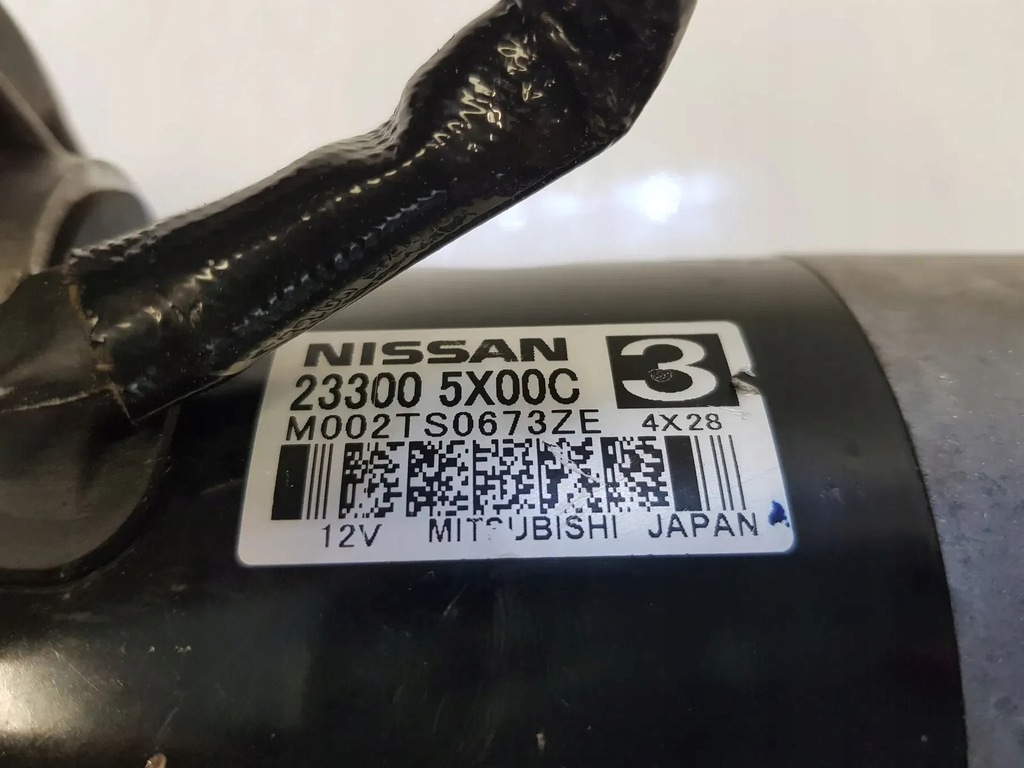 NISSAN 3
23300 5X00C
M002TS0673ZE 4X28
12V MITSUBISHI JAPAN